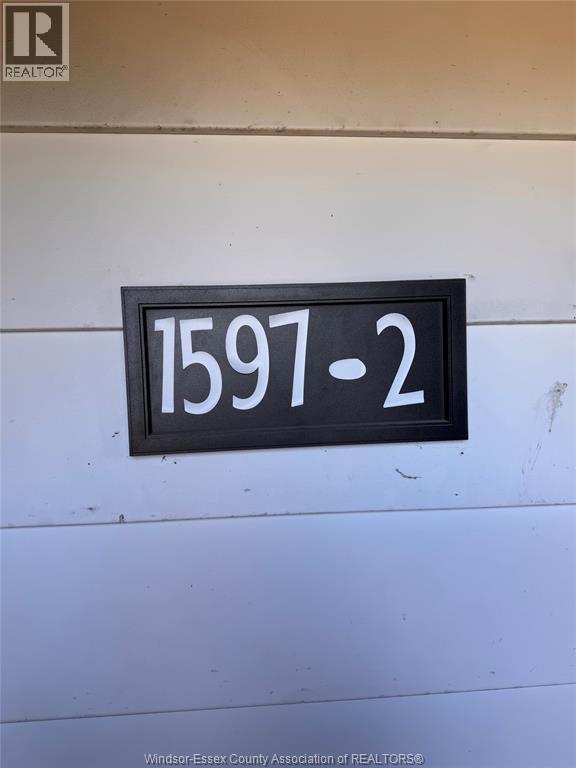 R
REALTOR®
1597-2
Windsor-Essex County Association of REALTORS®